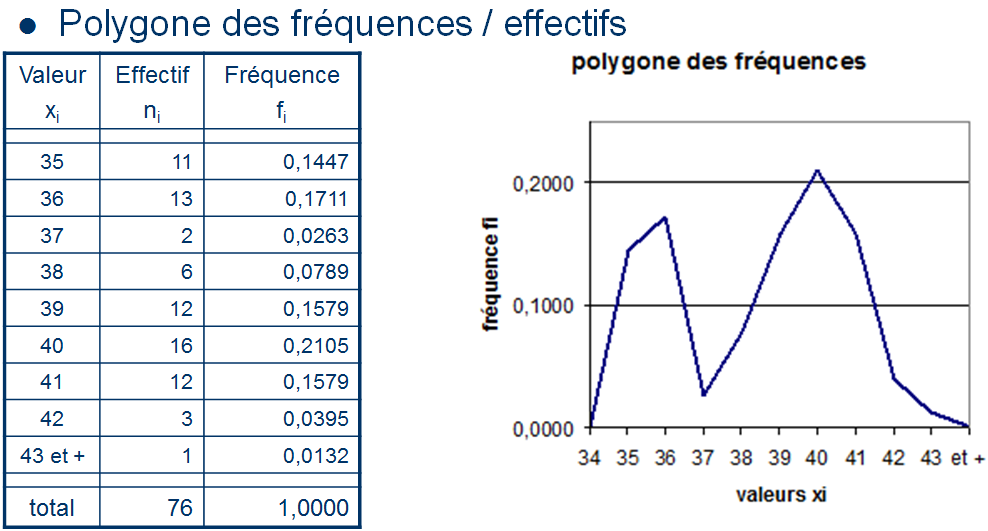 ● Polygone des fréquences / effectifs
Valeur xi Effectif ni Fréquence fi
35 11 0,1447
36 13 0,1711
37 2 0,0263
38 6 0,0789
39 12 0,1579
40 16 0,2105
41 12 0,1579
42 3 0,0395
43 et + 1 0,0132
total 76 1,0000
polygone des fréquences
fréquence fi
0,2000
0,1000
0,0000
34 35 36 37 38 39 40 41 42 43 et +
valeurs xi